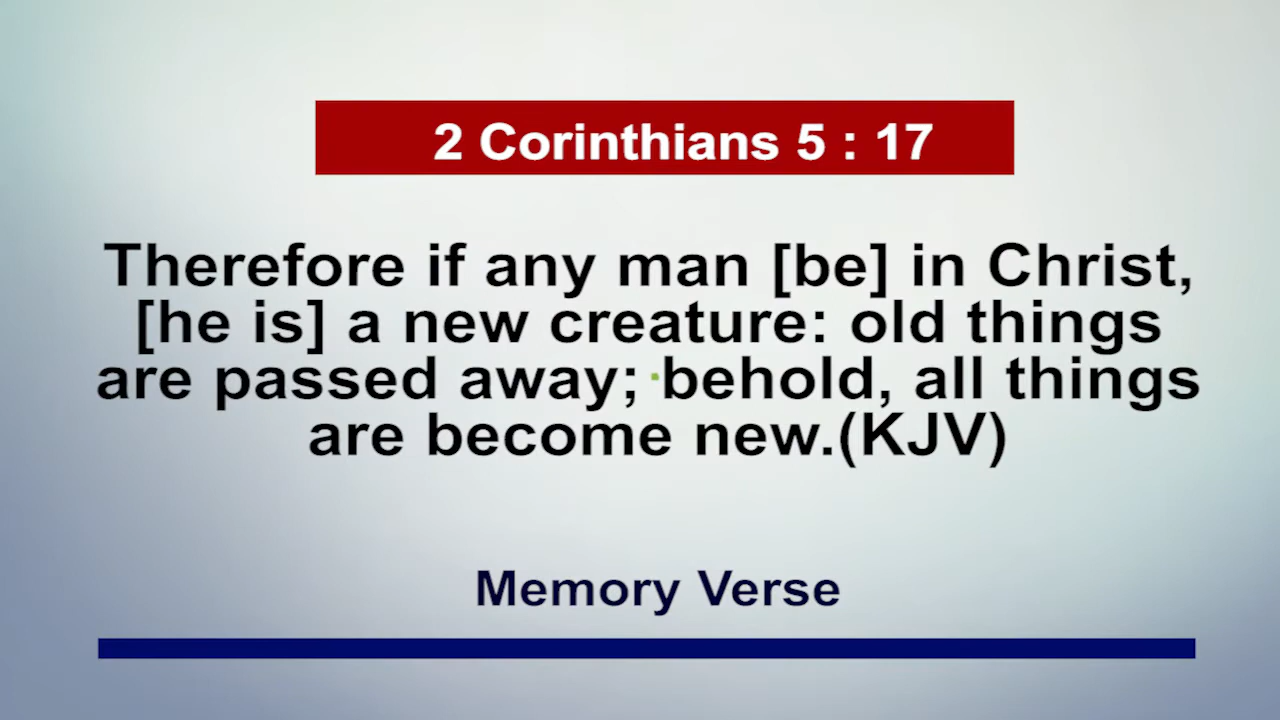 2 Corinthians 5 : 17
Therefore if any man [be] in Christ,
[he is] a new creature: old things
are passed away; behold, all things
are become new.(KJV)
Memory Verse